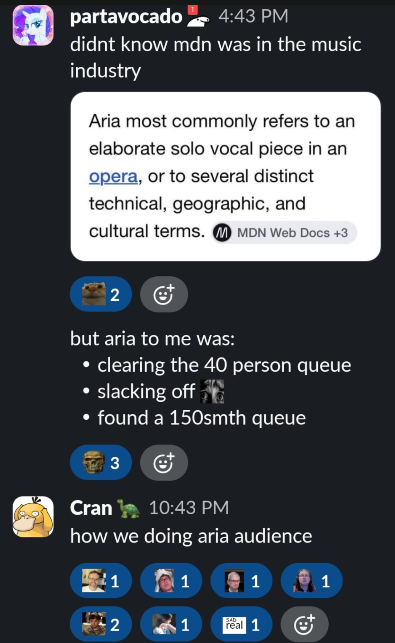 partavocado 4:43 PM
didnt know mdn was in the music
industry
Aria most commonly refers to an
elaborate solo vocal piece in an
opera, or to several distinct
technical, geographic, and
cultural terms. MDN Web Docs +3
2
but aria to me was:
• clearing the 40 person queue
• slacking off
• found a 150smth queue
3
Cran 10:43 PM
how we doing aria audience
1 1 1 1
2 1 SAD real 1